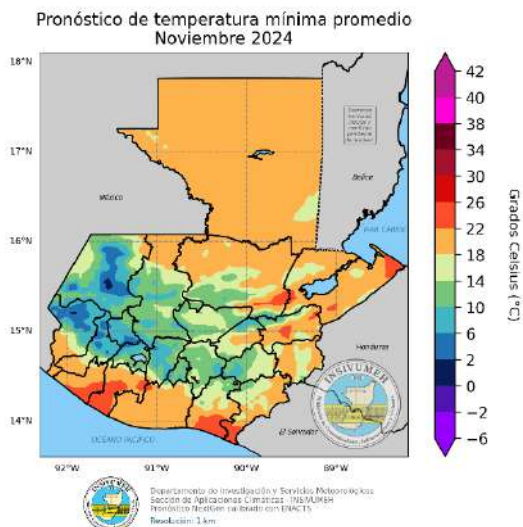 Pronóstico de temperatura mínima promedio
Noviembre 2024
18°N
17°N
16°N
15°N
14°N
92°W
91°W
90°W
89°W
México
Belice
MAR CARIBE
Honduras
El Salvador
OCEANO PACIFICO
INSIVUMEH
42
40
38
34
30
26
22
18
14
10
6
2
0
−2
−6
Grados Celsius (°C)
Departamento de Investigación y Servicios Meteorológicos
Sección de Aplicaciones Climáticas - INSIVUMEH
Pronóstico NextGen calibrado con ENACTS
Resolución: 1 km